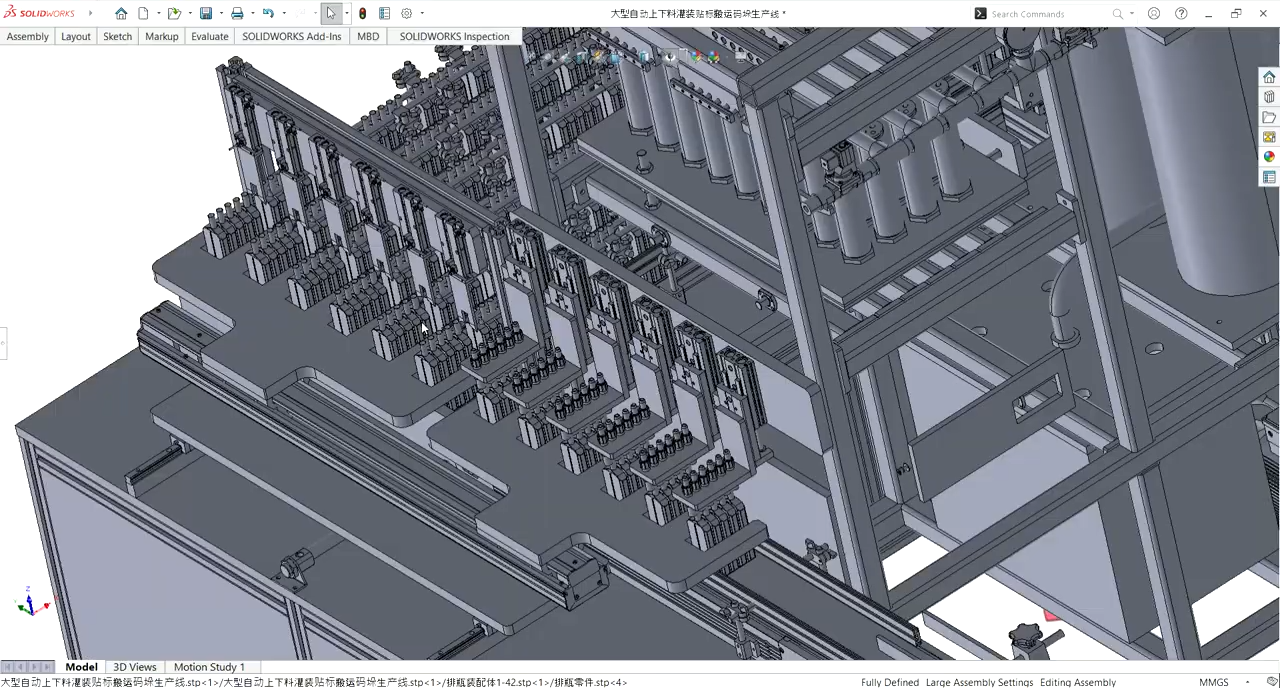 SOLIDWORKS
大型自动上下料灌装贴标搬运码垛生产线 *
Search Commands
Assembly Layout Sketch Markup Evaluate SOLIDWORKS Add-Ins MBD SOLIDWORKS Inspection
Z
Model 3D Views Motion Study 1
大型自动上下料灌装贴标搬运码垛生产线.stp<1>/大型自动上下料灌装贴标搬运码垛生产线.stp<1>/排瓶装配体1-42.stp<1>/排瓶零件.stp<4> Fully Defined Large Assembly Settings Editing Assembly MMGS